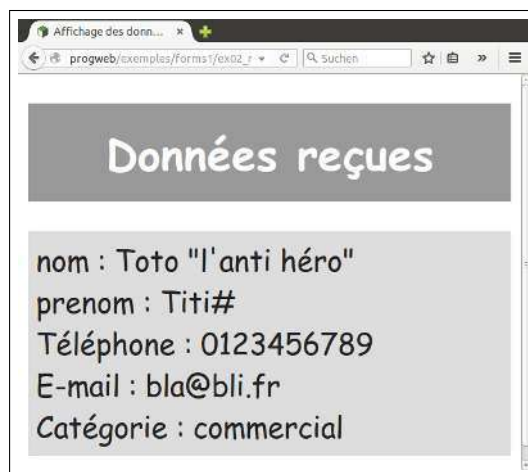 Affichage des donn...
progweb/exemples/forms1/ex02_r
Suchen
Données reçues
nom : Toto "l'anti héro"
prenom : Titi#
Téléphone : 0123456789
E-mail : bla@bli.fr
Catégorie : commercial